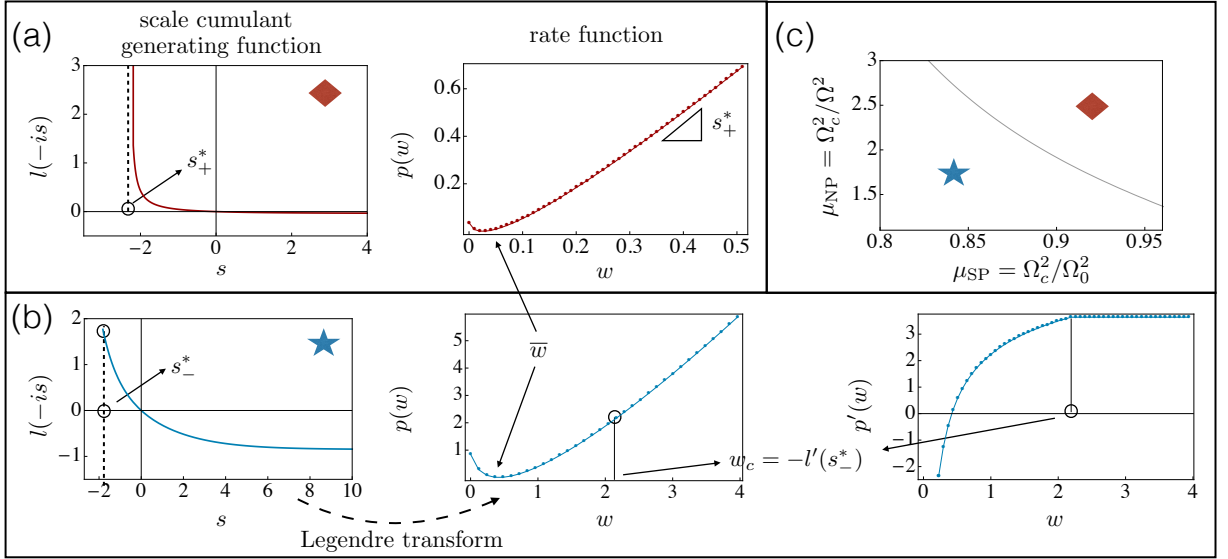 (a)
scale cumulant
generating function
3
2
1
0
−2
0
2
4
l(−is)
s
s*+
rate function
0.6
0.4
0.2
0
0.1
0.2
0.3
0.4
0.5
p(w)
w
s*+
(c)
3
2.5
2
1.5
0.8
0.85
0.9
0.95
μNP = Ωc²/Ω²
μSP = Ωc²/Ω0²
(b)
2
1
0
−1
−2
0
2
4
6
8
10
l(−is)
s
s*−
Legendre transform
5
4
3
2
1
0
1
2
3
4
p(w)
w
w̅
wc = −l′(s*−)
3
2
1
0
−1
−2
0
1
2
3
4
p′(w)
w